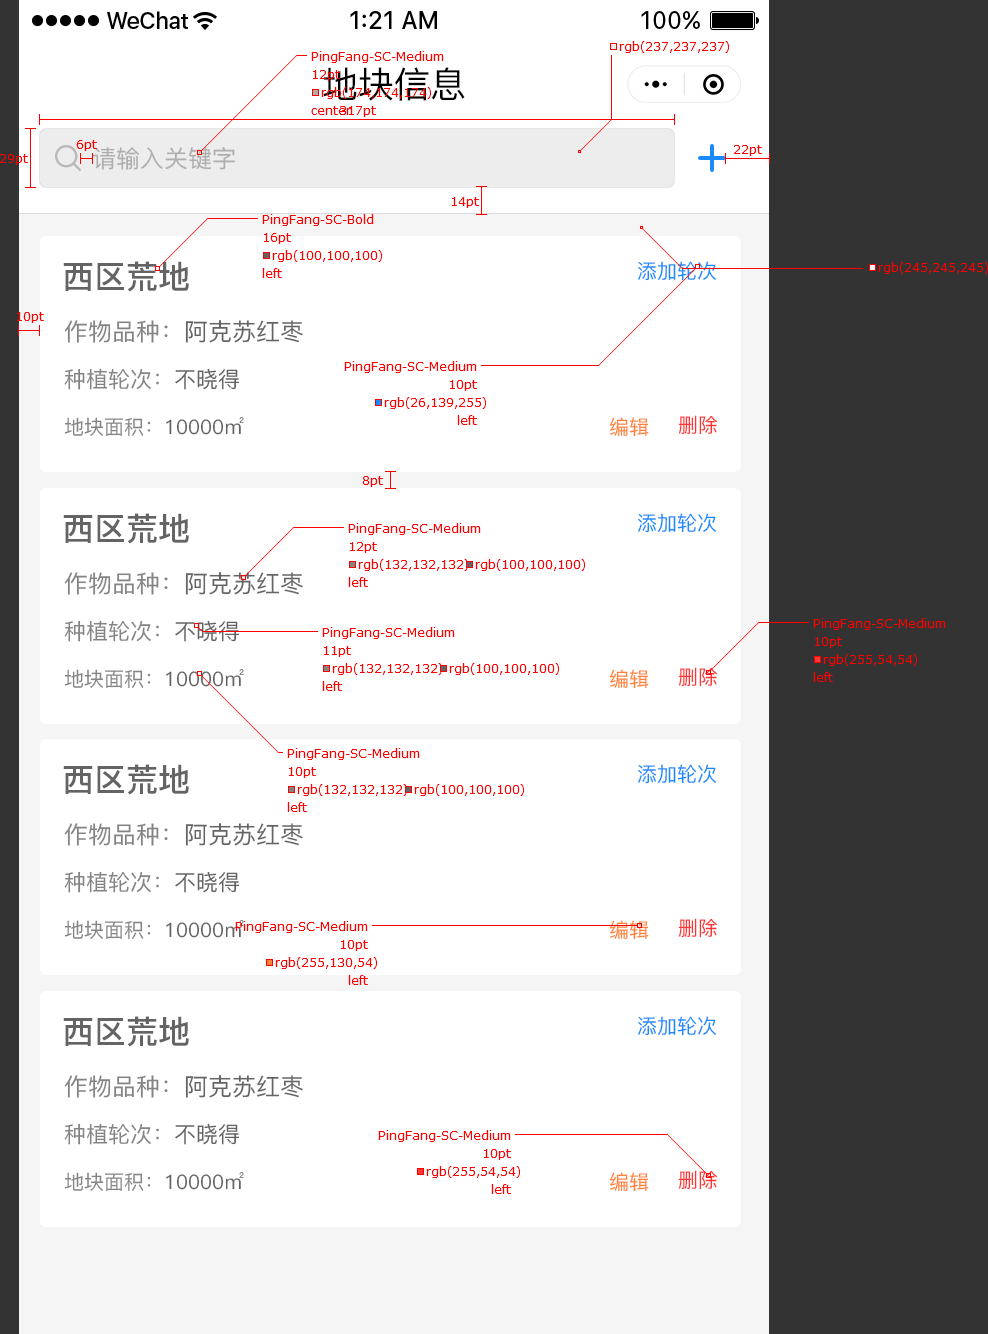 WeChat 1:21 AM 100%
PingFang-SC-Medium
12pt
rgb(174,174,174)
center
rgb(237,237,237)
地块信息
317pt
29pt
6pt
请输入关键字
22pt
14pt
PingFang-SC-Bold
16pt
rgb(100,100,100)
left
西区荒地
添加轮次
rgb(245,245,245)
10pt
作物品种：阿克苏红枣
种植轮次：不晓得
地块面积：10000㎡
编辑
删除
PingFang-SC-Medium
10pt
rgb(26,139,255)
left
8pt
西区荒地
添加轮次
PingFang-SC-Medium
12pt
rgb(132,132,132) rgb(100,100,100)
left
作物品种：阿克苏红枣
种植轮次：不晓得
PingFang-SC-Medium
11pt
rgb(132,132,132) rgb(100,100,100)
left
地块面积：10000㎡
编辑
删除
PingFang-SC-Medium
10pt
rgb(255,54,54)
left
PingFang-SC-Medium
10pt
rgb(132,132,132) rgb(100,100,100)
left
西区荒地
添加轮次
作物品种：阿克苏红枣
种植轮次：不晓得
地块面积：10000㎡
编辑
删除
PingFang-SC-Medium
10pt
rgb(255,130,54)
left
西区荒地
添加轮次
作物品种：阿克苏红枣
种植轮次：不晓得
地块面积：10000㎡
编辑
删除
PingFang-SC-Medium
10pt
rgb(255,54,54)
left